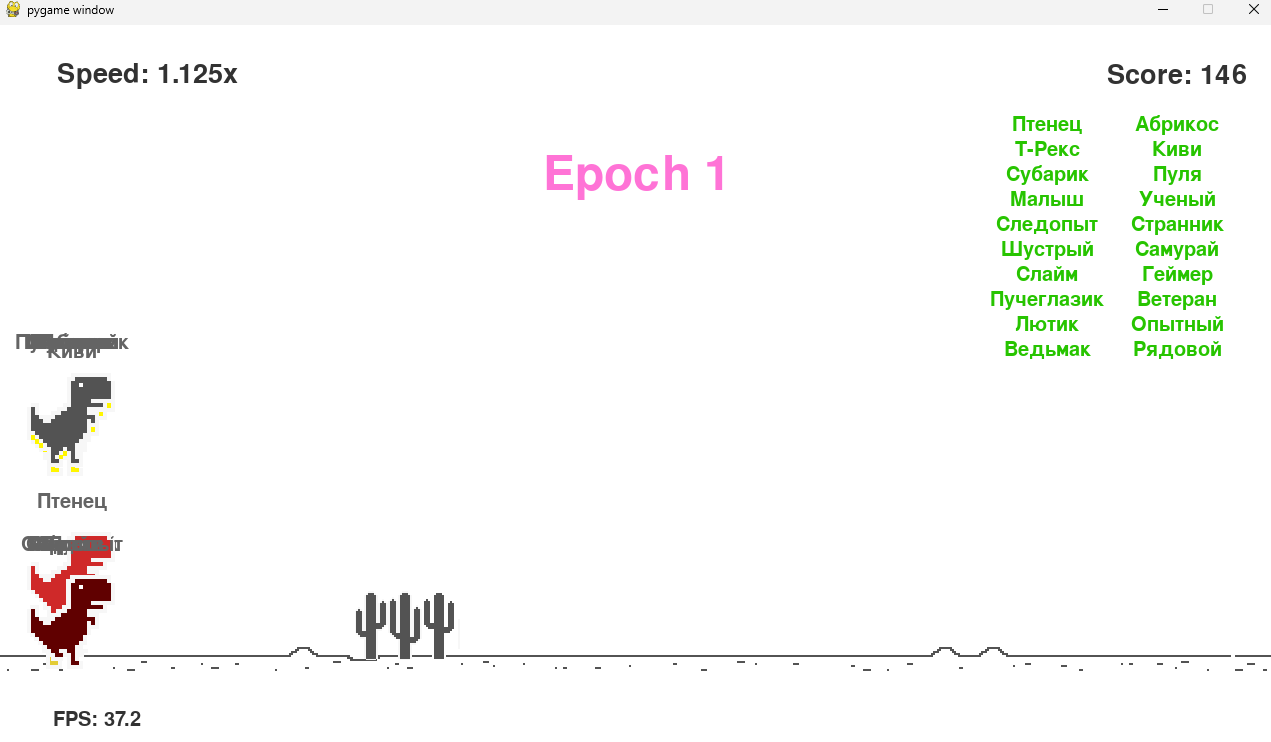 pygame window
Speed: 1.125x
Score: 146
Птенец Абрикос
Т-Рекс Киви
Epoch 1
Субарик Пуля
Малыш Ученый
Следопыт Странник
Шустрый Самурай
Слайм Геймер
Пучеглазик Ветеран
Лютик Опытный
Ведьмак Рядовой
Киви
Птенец
FPS: 37.2